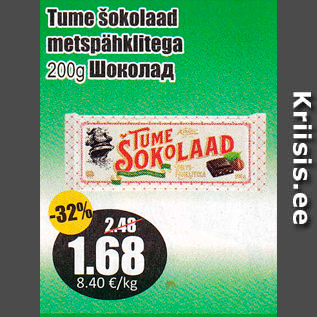 Tume šokolaad
metspähklitega
200g Шоколад
TUME
ŠOKOLAAD
-32%
2.48
1.68
8.40 €/kg
Kriisis.ee